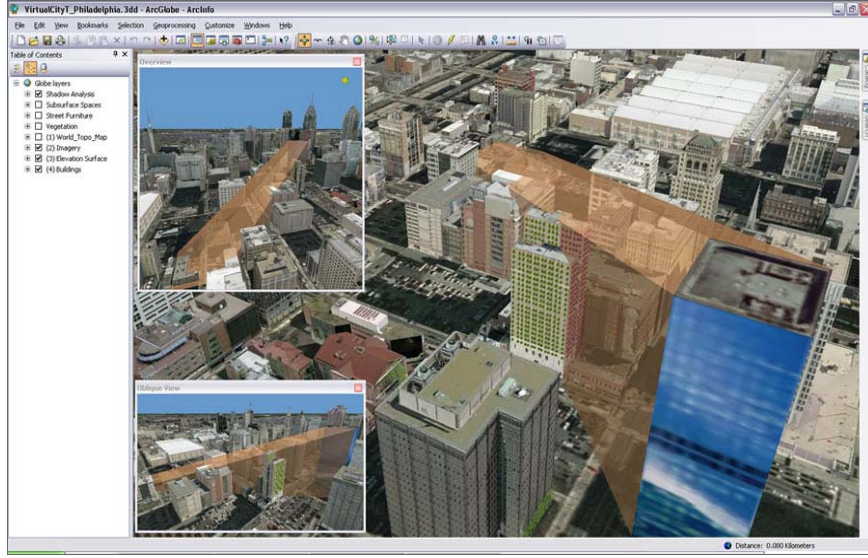 VirtualCityT_Philadelphia.3dd - ArcGlobe - ArcInfo
File Edit View Bookmarks Selection Geoprocessing Customize Windows Help
Table of Contents
Globe layers
Shadow Analysis
Subsurface Spaces
Street Furniture
Vegetation
(1) World_Topo_Map
(2) Imagery
(3) Elevation Surface
(4) Buildings
Overview
Oblique View
Distance: 0.080 Kilometers